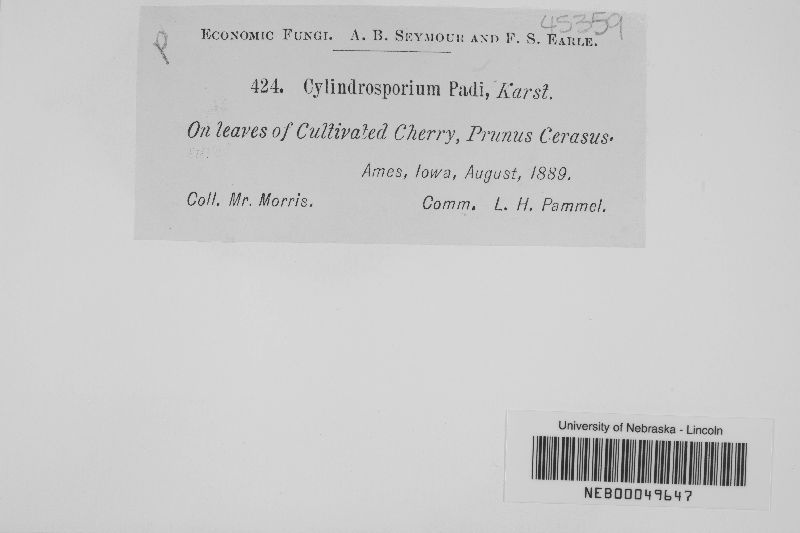 45359
P
Economic Fungi. A. B. Seymour and F. S. Earle.
424. Cylindrosporium Padi, Karst.
On leaves of Cultivated Cherry, Prunus Cerasus.
Ames, Iowa, August, 1889.
Coll. Mr. Morris. Comm. L. H. Pammel.
University of Nebraska - Lincoln
NEB00049647